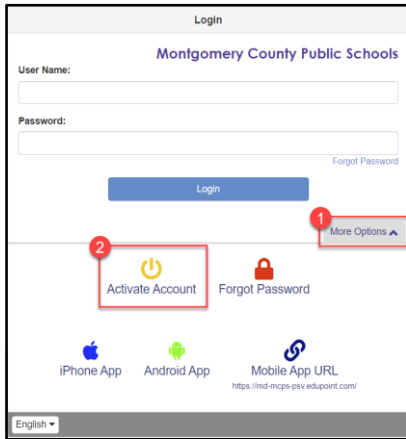 Login
Montgomery County Public Schools
User Name:
Password:
Forgot Password
Login
1
More Options
2
Activate Account
Forgot Password
iPhone App
Android App
Mobile App URL
https://md-mcps-psv.edupoint.com/
English